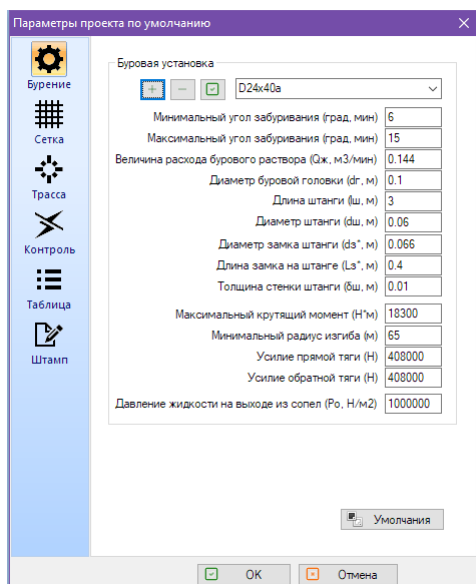 Параметры проекта по умолчанию
Бурение
Сетка
Трасса
Контроль
Таблица
Штамп
Буровая установка
D24x40a
Минимальный угол забуривания (град, мин) 6
Максимальный угол забуривания (град, мин) 15
Величина расхода бурового раствора (Qж, м3/мин) 0.144
Диаметр буровой головки (dг, м) 0.1
Длина штанги (lш, м) 3
Диаметр штанги (dш, м) 0.06
Диаметр замка штанги (dз*, м) 0.066
Длина замка на штанге (Lз*, м) 0.4
Толщина стенки штанги (δш, м) 0.01
Максимальный крутящий момент (Н*м) 18300
Минимальный радиус изгиба (м) 65
Усилие прямой тяги (Н) 408000
Усилие обратной тяги (Н) 408000
Давление жидкости на выходе из сопел (Ро, Н/м2) 1000000
Умолчания
OK
Отмена